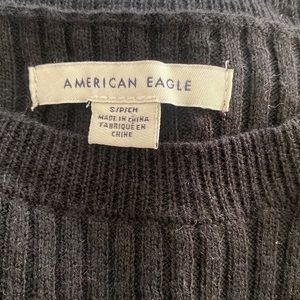 AMERICAN EAGLE
S/P/CH
MADE IN CHINA
FABRIQUÉ EN
CHINE